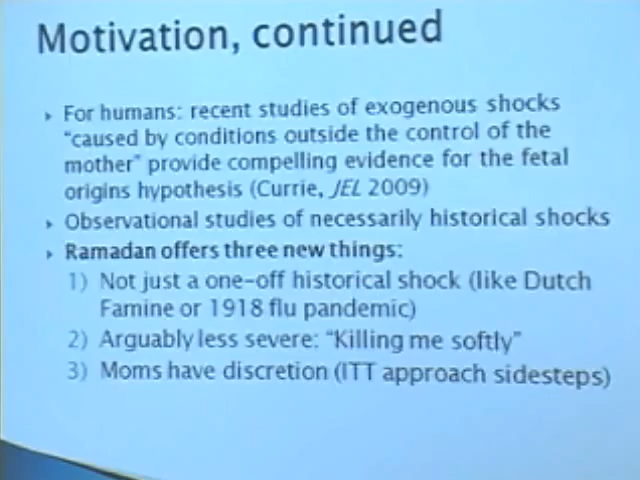 Motivation, continued
▸ For humans: recent studies of exogenous shocks
"caused by conditions outside the control of the
mother" provide compelling evidence for the fetal
origins hypothesis (Currie, JEL 2009)
▸ Observational studies of necessarily historical shocks
▸ Ramadan offers three new things:
1) Not just a one-off historical shock (like Dutch
Famine or 1918 flu pandemic)
2) Arguably less severe: "Killing me softly"
3) Moms have discretion (ITT approach sidesteps)